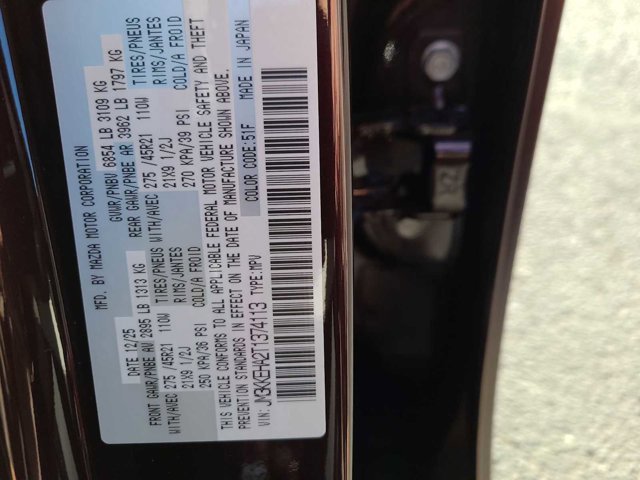 MFD. BY MAZDA MOTOR CORPORATION
DATE 12/25 GVWR/PNBV 6854 LB 3109 KG
FRONT GAWR/PNBE AV 2895 LB 1313 KG REAR GAWR/PNBE AR 3962 LB 1797 KG
WITH/AVEC 275 /45R21 110W TIRES/PNEUS WITH/AVEC 275 /45R21 110W TIRES/PNEUS
21X9 1/2J RIMS/JANTES 21X9 1/2J RIMS/JANTES
250 KPA/36 PSI COLD/A FROID 270 KPA/39 PSI COLD/A FROID
THIS VEHICLE CONFORMS TO ALL APPLICABLE FEDERAL MOTOR VEHICLE SAFETY AND THEFT
PREVENTION STANDARDS IN EFFECT ON THE DATE OF MANUFACTURE SHOWN ABOVE.
VIN: JM3KKEHA2T1374113 TYPE:MPV COLOR CODE:51F MADE IN JAPAN